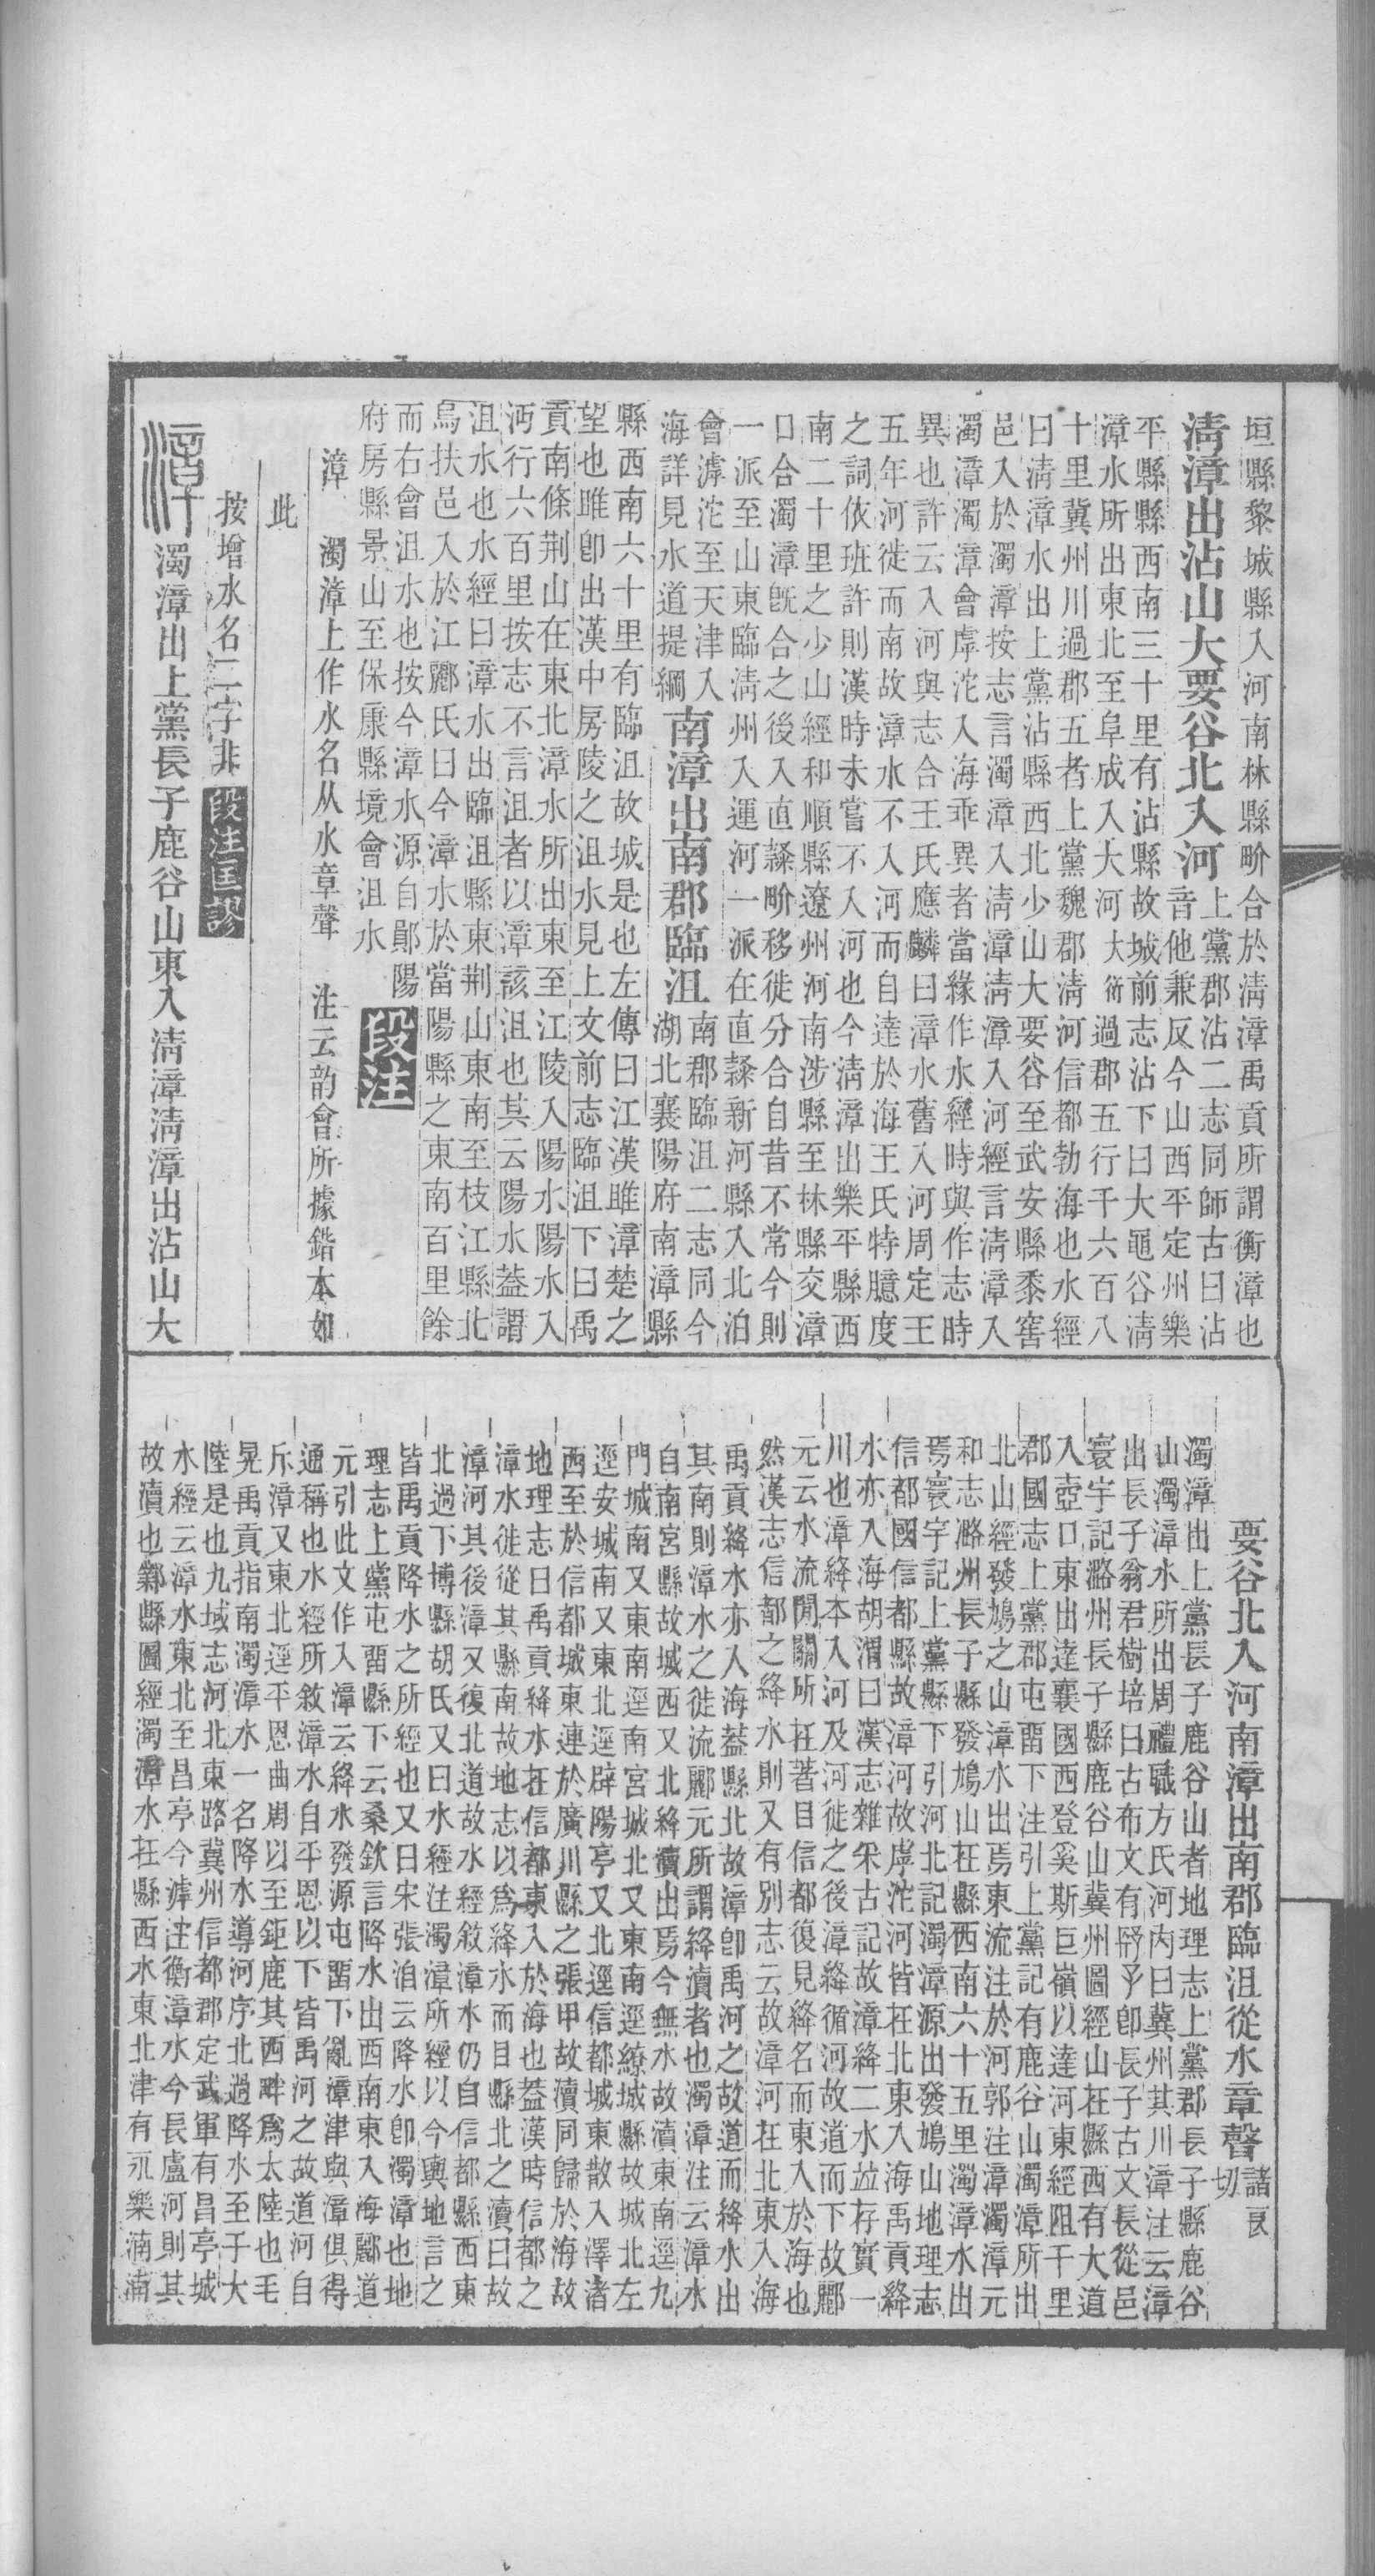 垣縣黎城縣入河南林縣畍合於淸漳禹貢所謂衡漳也
淸漳出沾山大要谷北入河
上黨郡沾二志同師古曰沾
音他兼反今山西平定州樂
平縣縣西南三十里有沾縣故城前志沾下曰大黽谷淸
漳水所出東北至阜成入大河大衍過郡五行千六百八
十里冀州川過郡五者上黨魏郡淸河信都勃海也水經
曰淸漳水出上黨沾縣西北少山大要谷至武安縣黍窖
邑入於濁漳按志言濁漳入淸漳淸漳入河經言淸漳入
濁漳濁漳會虖沱入海乖異者當緣作水經時與作志時
異也許云入河與志合王氏應麟曰漳水舊入河周定王
五年河徙而南故漳水不入河而自達於海王氏特臆度
之詞依班許則漢時未嘗不入河也今淸漳出樂平縣西
南二十里之少山經和順縣遼州河南涉縣至林縣交漳
口合濁漳旣合之後入直隸畍移徙分合自昔不常今則
一派至山東臨淸州入運河一派在直隸新河縣入北泊
會滹沱至天津入
海詳見水道提綱
南漳出南郡臨沮
南郡臨沮二志同今
湖北襄陽府南漳縣
縣西南六十里有臨沮故城是也左傳曰江漢雎漳楚之
望也雎卽出漢中房陵之沮水見上文前志臨沮下曰禹
貢南條荆山在東北漳水所出東至江陵入陽水陽水入
沔行六百里按志不言沮者以漳該沮也其云陽水葢謂
沮水也水經曰漳水出臨沮縣東荆山東南至枝江縣北
烏扶邑入於江酈氏曰今漳水於當陽縣之東南百里餘
而右會沮水也按今漳水源自鄖陽
府房縣景山至保康縣境會沮水
段注
漳 濁漳上作水名从水章聲 注云韵會所據鍇本如
此
按增水名二字非 段注匡謬
濁漳出上黨長子鹿谷山東入淸漳淸漳出沾山大
要谷北入河南漳出南郡臨沮從水章聲諸良切
濁漳出上黨長子鹿谷山者地理志上黨郡長子縣鹿谷
山濁漳水所出周禮職方氏河內曰冀州其川漳注云漳
出長子翁君樹培曰古布文有𨙸子卽長子古文長從邑
寰宇記潞州長子縣鹿谷山冀州圖經山在縣西有大道
入壺口東出達襄國西登奚斯巨嶺以達河東經阻千里
郡國志上黨郡屯畱下注引上黨記有鹿谷山濁漳所出
北山經發鳩之山漳水出焉東流注於河郭注漳濁漳元
和志潞州長子縣發鳩山在縣西南六十五里濁漳水出
焉寰宇記上黨縣下引河北記濁漳源出發鳩山地理志
信都國信都縣故漳河故虖沱河皆在北東入海禹貢絳
水亦入海胡渭曰漢志雜采古記故漳絳二水並存實一
川也漳絳本入河及河徙之後漳絳循河故道而下故酈
元云水流閒關所在著目信都復見絳名而東入於海也
然漢志信都之絳水則又有別志云故漳河在北東入海
禹貢絳水亦入海葢縣北故漳卽禹河之故道而絳水出
其南則漳水之徙流酈元所謂絳瀆者也濁漳注云漳水
自南宮縣故城西又北絳瀆出焉今無水故瀆東南逕九
門城南又東南逕南宮城北又東南逕繚城縣故城北左
逕安城南又東北逕辟陽亭又北逕信都城東散入澤渚
西至於信都城東連於廣川縣之張甲故瀆同歸於海故
地理志曰禹貢絳水在信都東入於海也葢漢時信都之
漳水徙從其縣南故地志以爲絳水而目縣北之瀆曰故
漳河其後漳又復北道故水經敘漳水仍自信都縣西東
北過下博縣胡氏又曰水經注濁漳所經以今輿地言之
皆禹貢降水之所經也又曰宋張洎云降水卽濁漳也地
理志上黨屯畱縣下云桑欽言降水出西南東入海酈道
元引此文作入漳云絳水發源屯畱下亂漳津與漳俱得
通稱也水經所敘漳水自平恩以下皆禹河之故道河自
斥漳又東北逕平恩曲周以至鉅鹿其西畔爲太陸也毛
晃禹貢指南濁漳水一名降水導河序北過降水至于大
陸是也九域志河北東路冀州信都郡定武軍有昌亭城
水經云漳水東北至昌亭今滹注衡漳水今長盧河則其
故瀆也鄴縣圖經濁漳水在縣西水東北津有永樂浦浦